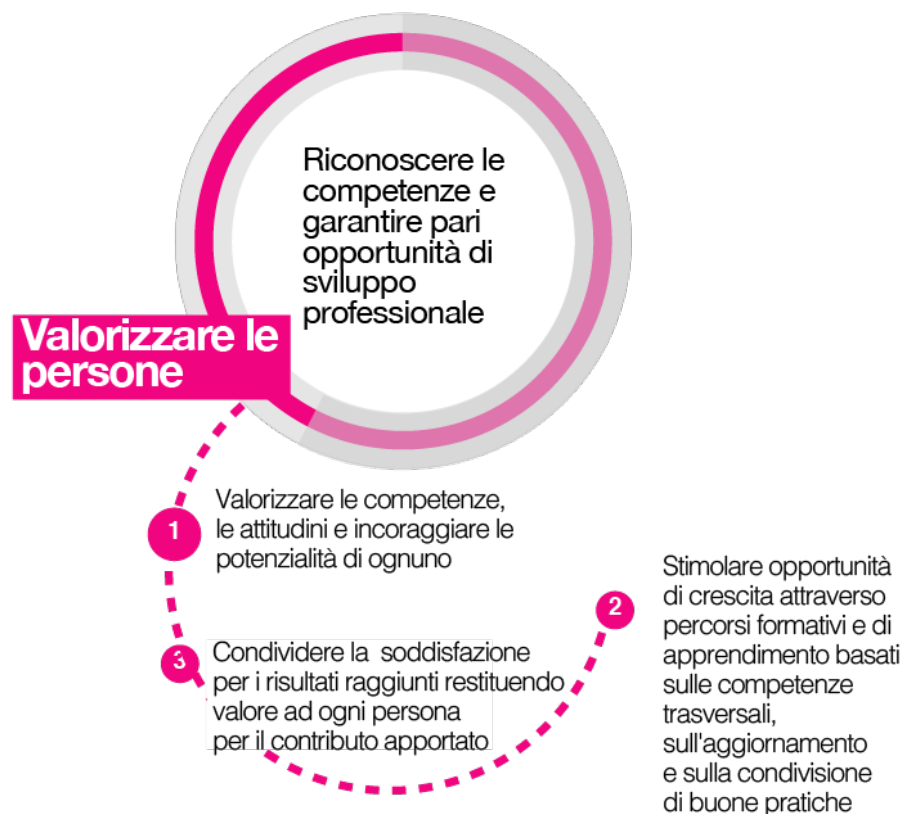 Riconoscere le
competenze e
garantire pari
opportunità di
sviluppo
professionale
Valorizzare le
persone
1
Valorizzare le competenze,
le attitudini e incoraggiare le
potenzialità di ognuno
2
Stimolare opportunità
di crescita attraverso
percorsi formativi e di
apprendimento basati
sulle competenze
trasversali,
sull'aggiornamento
e sulla condivisione
di buone pratiche
3
Condividere la soddisfazione
per i risultati raggiunti restituendo
valore ad ogni persona
per il contributo apportato